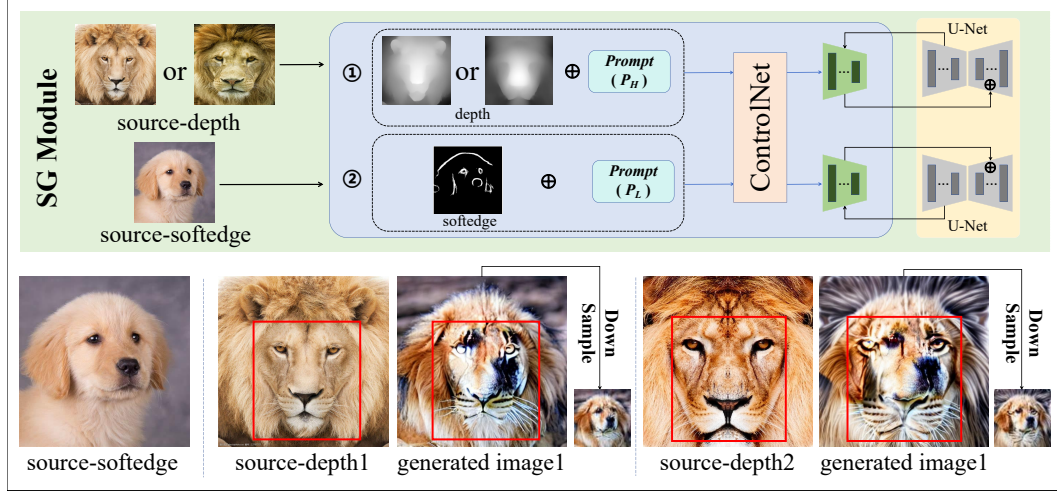 SG Module
or
source-depth
source-softedge
①
or
depth
⊕
Prompt
( P_H )
②
softedge
⊕
Prompt
( P_L )
ControlNet
U-Net
...
...
...
⊕
...
...
⊕
...
U-Net
source-softedge
source-depth1
generated image1
Down
Sample
source-depth2
generated image1
Down
Sample